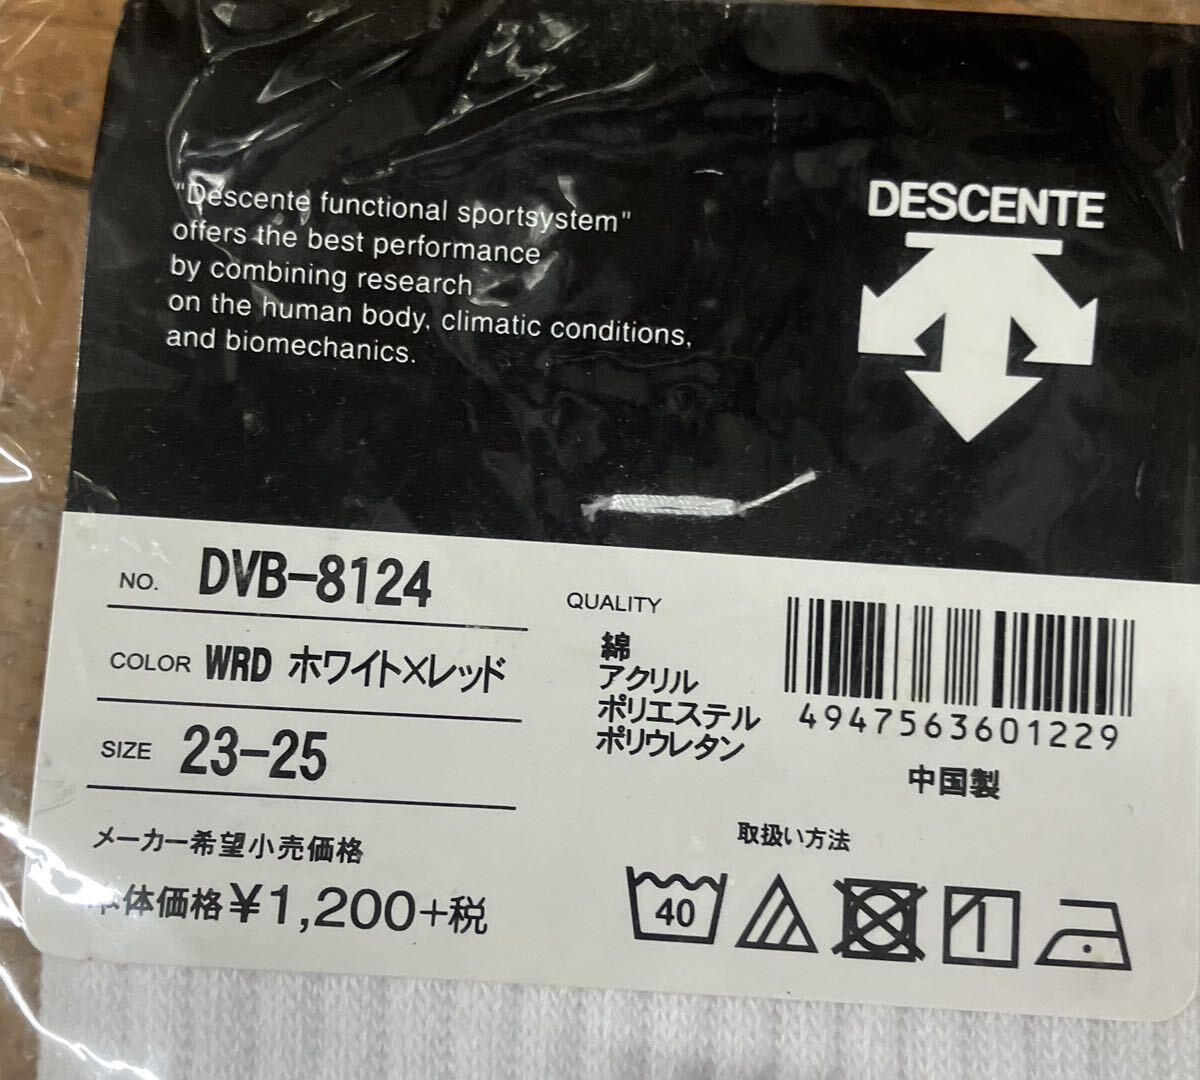 "Descente functional sportsystem"
offers the best performance
by combining research
on the human body, climatic conditions,
and biomechanics.
DESCENTE
NO. DVB-8124
COLOR WRD ホワイト×レッド
SIZE 23-25
メーカー希望小売価格
本体価格¥1,200+税
QUALITY
綿
アクリル
ポリエステル
ポリウレタン
4947563601229
中国製
取扱い方法
40